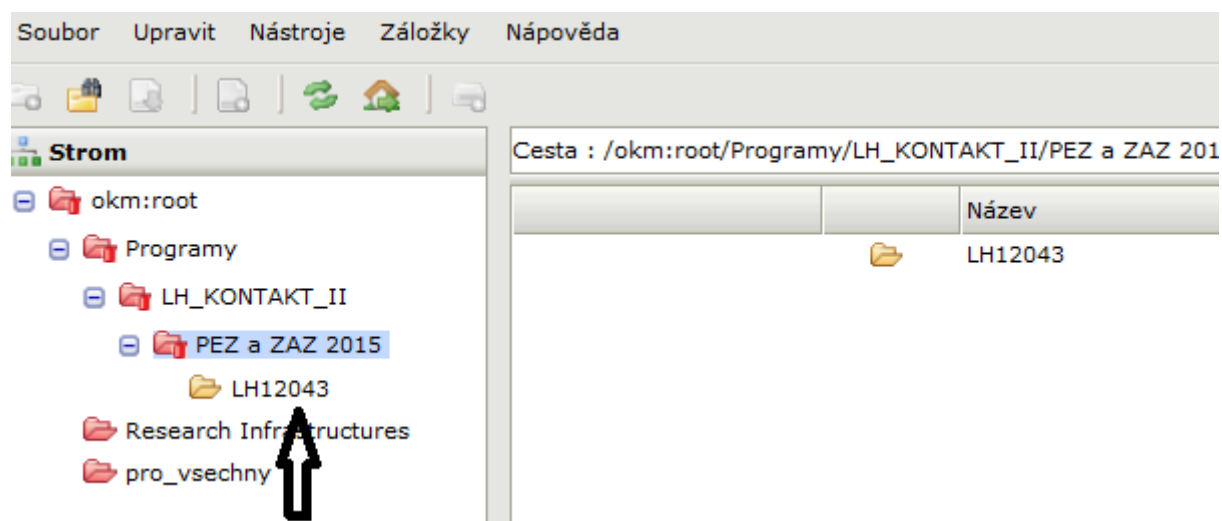 Soubor Upravit Nástroje Záložky Nápověda
Strom
Cesta : /okm:root/Programy/LH_KONTAKT_II/PEZ a ZAZ 201
okm:root
Název
Programy
LH12043
LH_KONTAKT_II
PEZ a ZAZ 2015
LH12043
Research Infrastructures
pro_vsechny